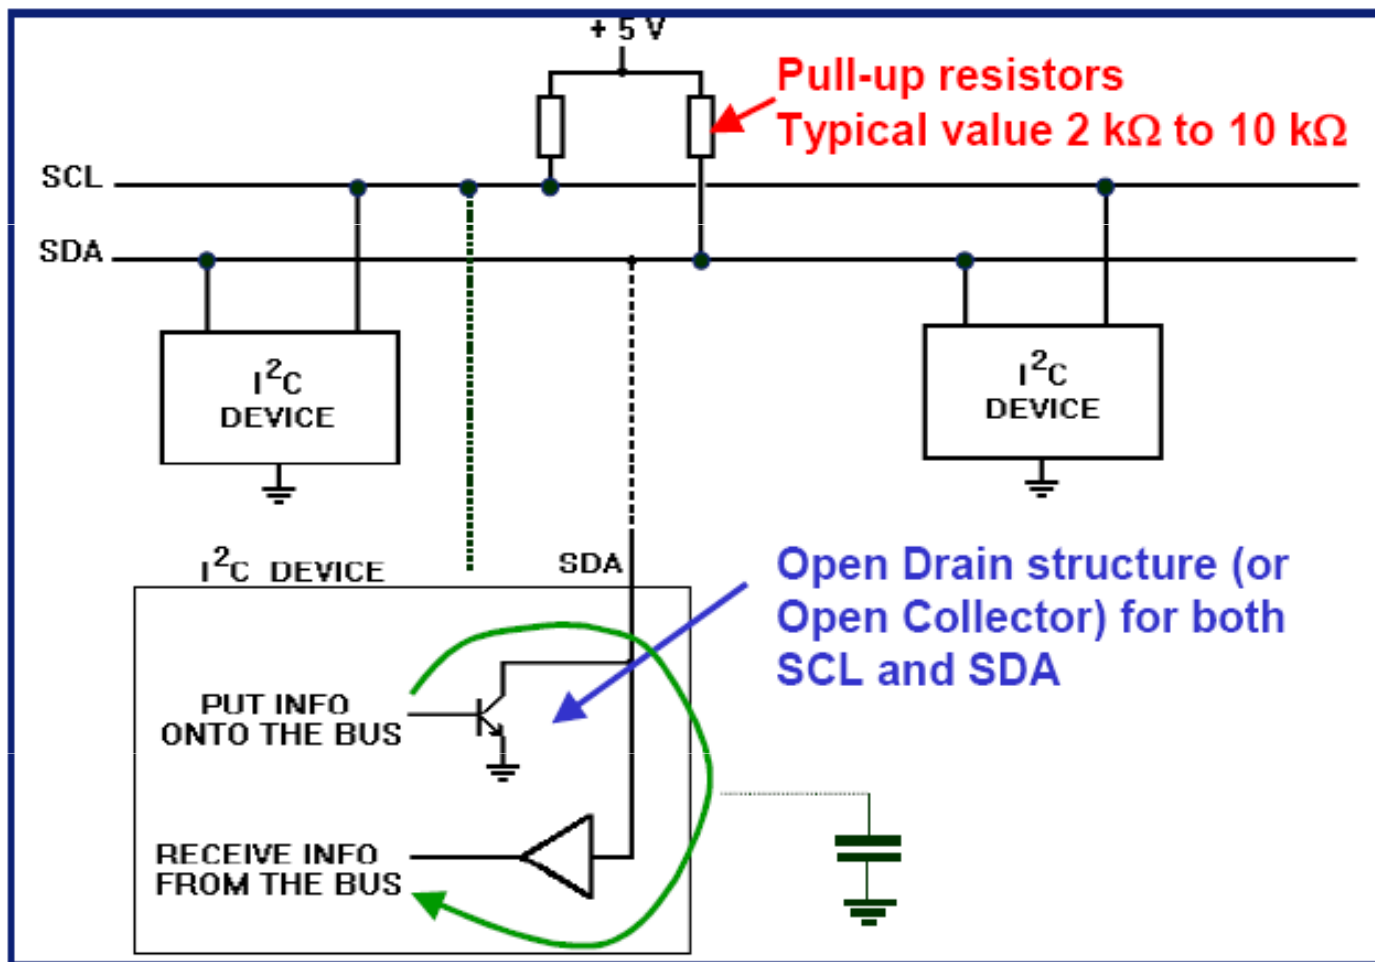 + 5 V
Pull-up resistors
Typical value 2 kΩ to 10 kΩ
SCL
SDA
I²C
DEVICE
I²C
DEVICE
I²C DEVICE
SDA
Open Drain structure (or
Open Collector) for both
SCL and SDA
PUT INFO
ONTO THE BUS
RECEIVE INFO
FROM THE BUS